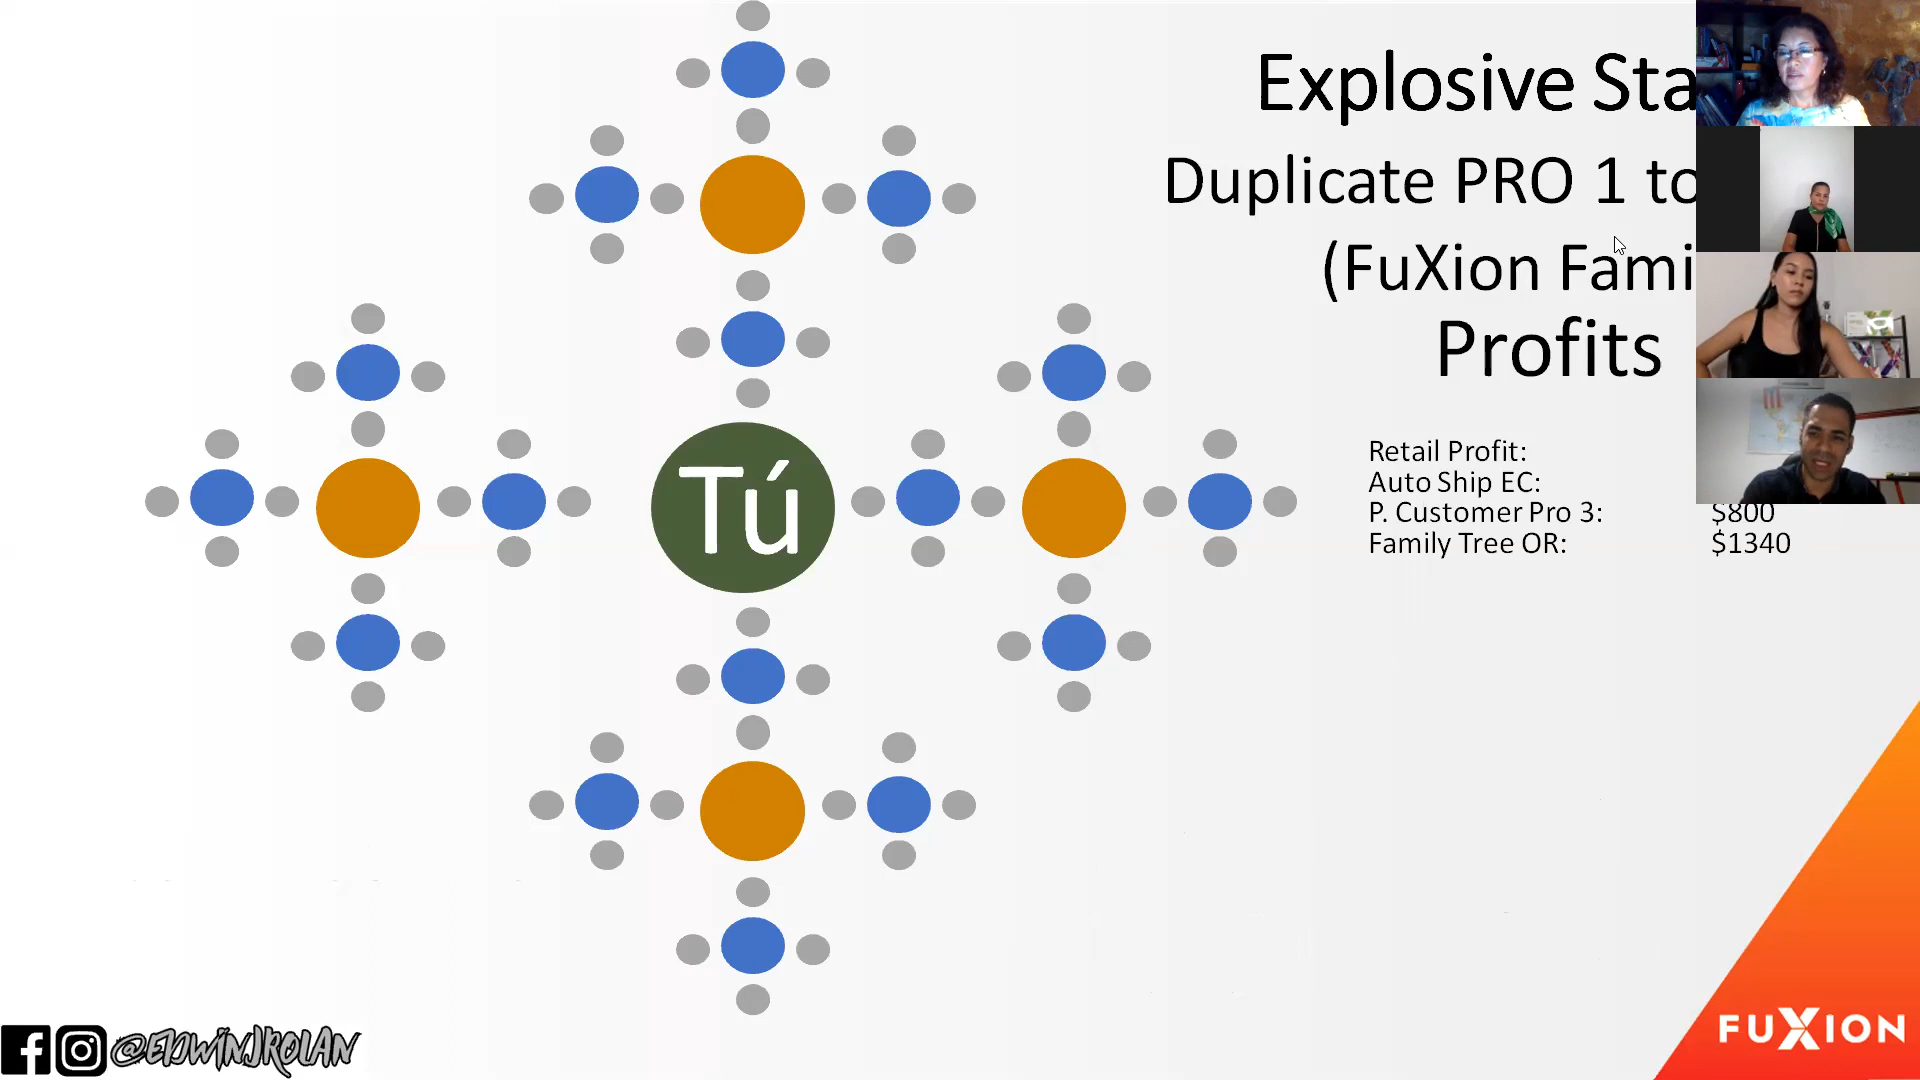 Explosive Sta
Duplicate PRO 1 to
(FuXion Fami
Profits
Tú
Retail Profit:
Auto Ship EC:
P. Customer Pro 3: $800
Family Tree OR: $1340
@EDWINJROLAN
FUXION